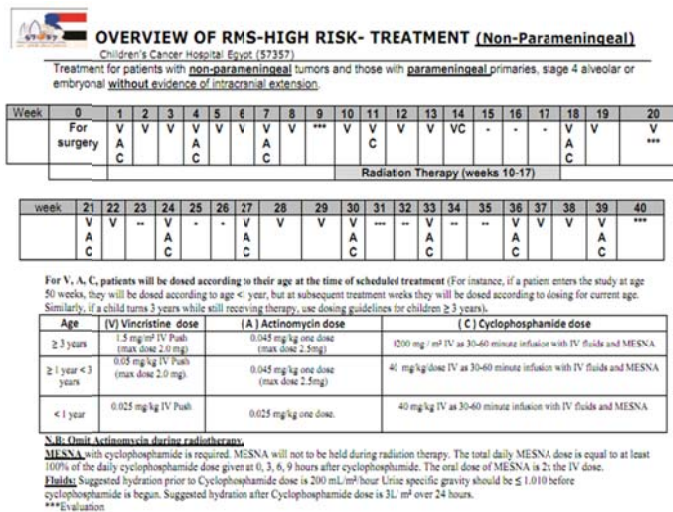 57357
OVERVIEW OF RMS-HIGH RISK- TREATMENT (Non-Parameningeal)
Children's Cancer Hospital Egypt (57357)
Treatment for patients with non-parameningeal tumors and those with parameningeal primaries, stage 4 alveolar or
embryonal without evidence of intracranial extension.
Week 0 1 2 3 4 5 6 7 8 9 10 11 12 13 14 15 16 17 18 19 20
For V V V V V V V V *** V V V V VC - - - V V V
surgery A A A C A ***
C C C C
Radiation Therapy (weeks 10-17)
week 21 22 23 24 25 26 27 28 29 30 31 32 33 34 35 36 37 38 39 40
V V -- V - - V V V V --- -- V -- -- V V V V ***
A A A A A A A
C C C C C C C
For V, A, C, patients will be dosed according to their age at the time of scheduled treatment (For instance, if a patient enters the study at age
50 weeks, they will be dosed according to age < year, but at subsequent treatment weeks they will be dosed according to dosing for current age.
Similarly, if a child turns 3 years while still receving therapy, use dosing guidelines for children ≥ 3 years).
Age (V) Vincristine dose (A ) Actinomycin dose ( C ) Cyclophosphamide dose
≥ 3 years 1.5 mg/m² IV Push (max dose 2.0 mg) 0.045 mg/kg one dose (max dose 2.5mg) 1200 mg / m² IV as 30-60 minute infusion with IV fluids and MESNA
≥ 1 year < 3 years 0.05 mg/kg IV Push (max dose 2.0 mg). 0.045 mg/kg one dose (max dose 2.5mg) mg/kg/dose IV as 30-60 minute infusion with IV fluids and MESNA
< 1 year 0.025 mg/kg IV Push 0.025 mg/kg one dose. 40 mg/kg IV as 30-60 minute infusion with IV fluids and MESNA
N.B: Omit Actinomycin during radiotherapy.
MESNA with cyclophosphamide is required. MESNA will not to be held during radiation therapy. The total daily MESNA dose is equal to at least
100% of the daily cyclophosphamide dose given at 0, 3, 6, 9 hours after cyclophosphamide. The oral dose of MESNA is 2x the IV dose.
Fluids: Suggested hydration prior to Cyclophosphamide dose is 200 mL/m²/hour Urine specific gravity should be ≤ 1.010 before
cyclophosphamide is begun. Suggested hydration after Cyclophosphamide dose is 3L/ m² over 24 hours.
***Evaluation